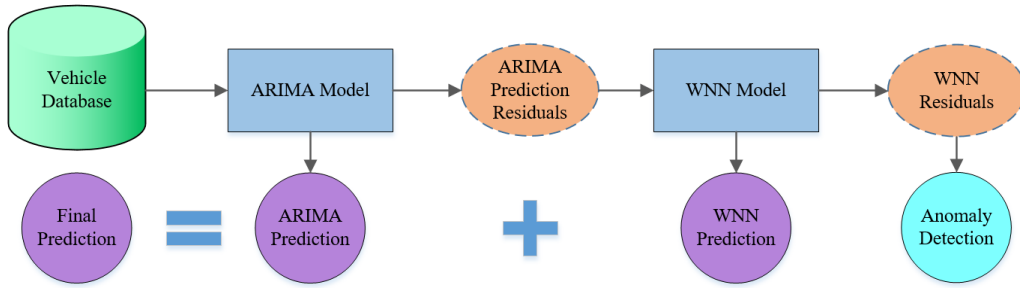 Vehicle
Database
ARIMA Model
ARIMA
Prediction
Residuals
WNN Model
WNN
Residuals
Final
Prediction
=
ARIMA
Prediction
+
WNN
Prediction
Anomaly
Detection